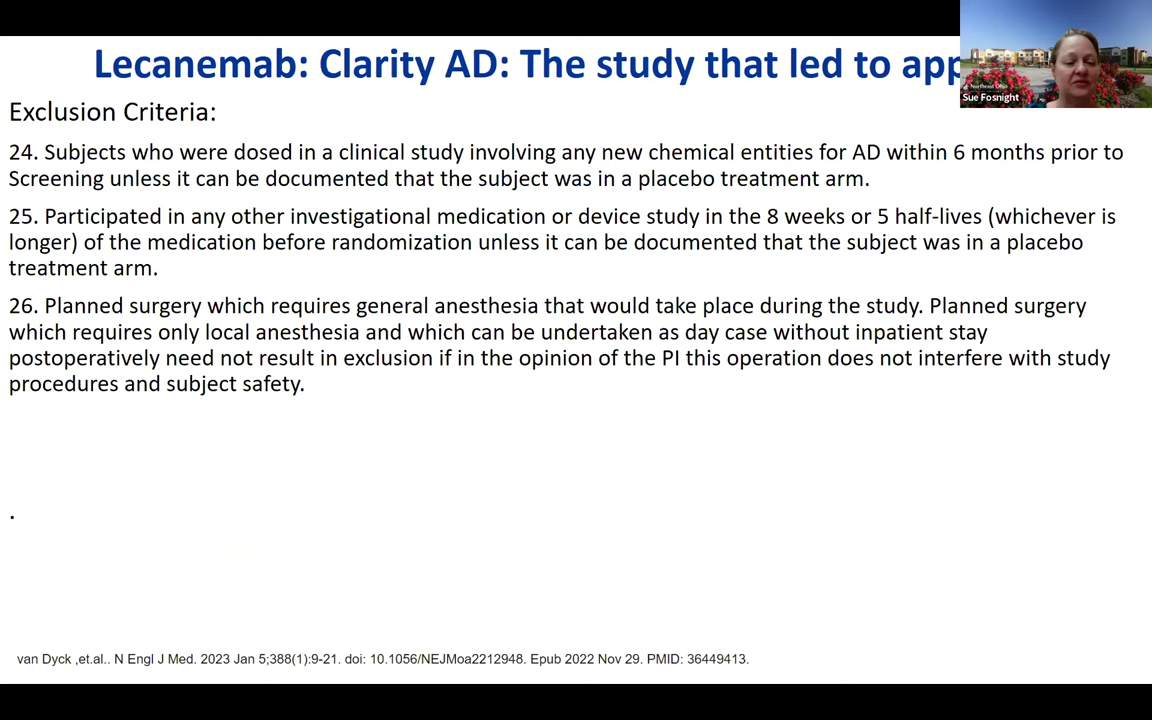 Lecanemab: Clarity AD: The study that led to app
Northeast Ohio
Sue Fosnight
Exclusion Criteria:
24. Subjects who were dosed in a clinical study involving any new chemical entities for AD within 6 months prior to
Screening unless it can be documented that the subject was in a placebo treatment arm.
25. Participated in any other investigational medication or device study in the 8 weeks or 5 half-lives (whichever is
longer) of the medication before randomization unless it can be documented that the subject was in a placebo
treatment arm.
26. Planned surgery which requires general anesthesia that would take place during the study. Planned surgery
which requires only local anesthesia and which can be undertaken as day case without inpatient stay
postoperatively need not result in exclusion if in the opinion of the PI this operation does not interfere with study
procedures and subject safety.
.
van Dyck ,et.al.. N Engl J Med. 2023 Jan 5;388(1):9-21. doi: 10.1056/NEJMoa2212948. Epub 2022 Nov 29. PMID: 36449413.